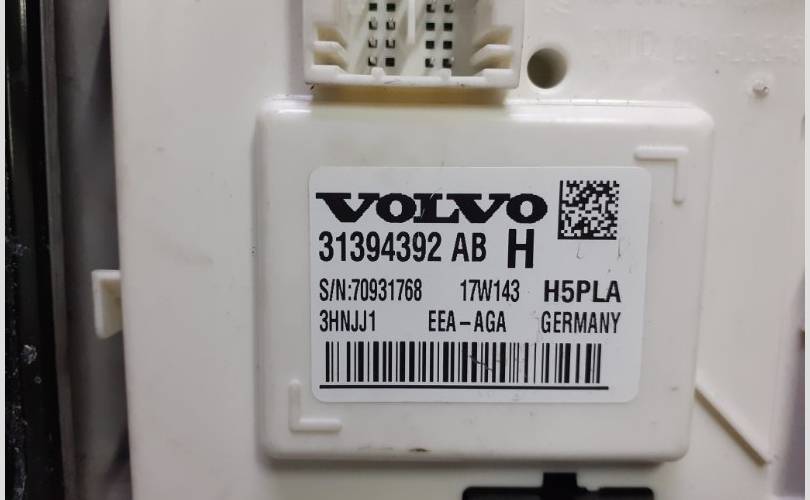 VOLVO
31394392 AB H
S/N:70931768 17W143 H5PLA
3HNJJ1 EEA-AGA GERMANY